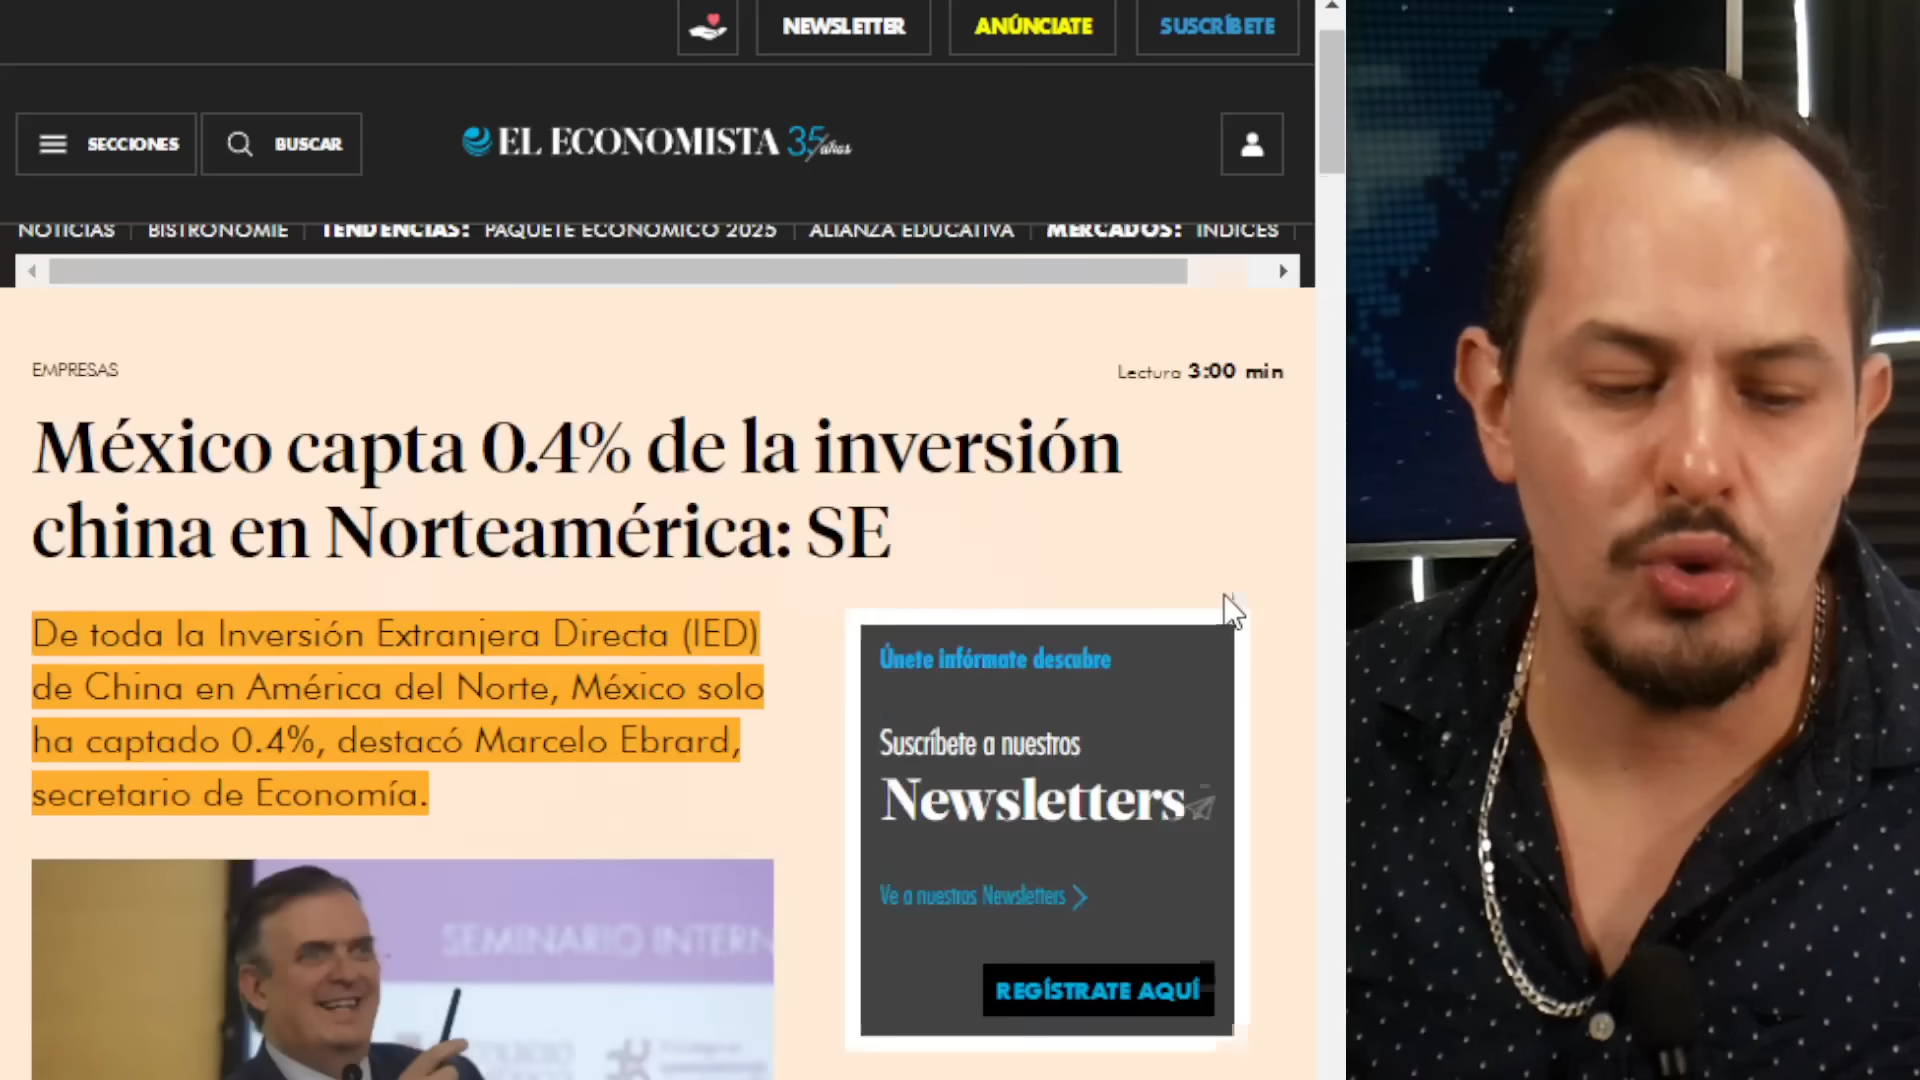 NEWSLETTER
ANÚNCIATE
SUSCRÍBETE
SECCIONES
BUSCAR
EL ECONOMISTA 35 años
NOTICIAS BISTRONOMIE TENDENCIAS: PAQUETE ECONÓMICO 2025 ALIANZA EDUCATIVA MERCADOS: ÍNDICES
EMPRESAS
Lectura 3:00 min
México capta 0.4% de la inversión
china en Norteamérica: SE
De toda la Inversión Extranjera Directa (IED)
de China en América del Norte, México solo
ha captado 0.4%, destacó Marcelo Ebrard,
secretario de Economía.
Únete infórmate descubre
Suscríbete a nuestros
Newsletters
Ve a nuestros Newsletters
REGÍSTRATE AQUÍ
SEMINARIO INTERN